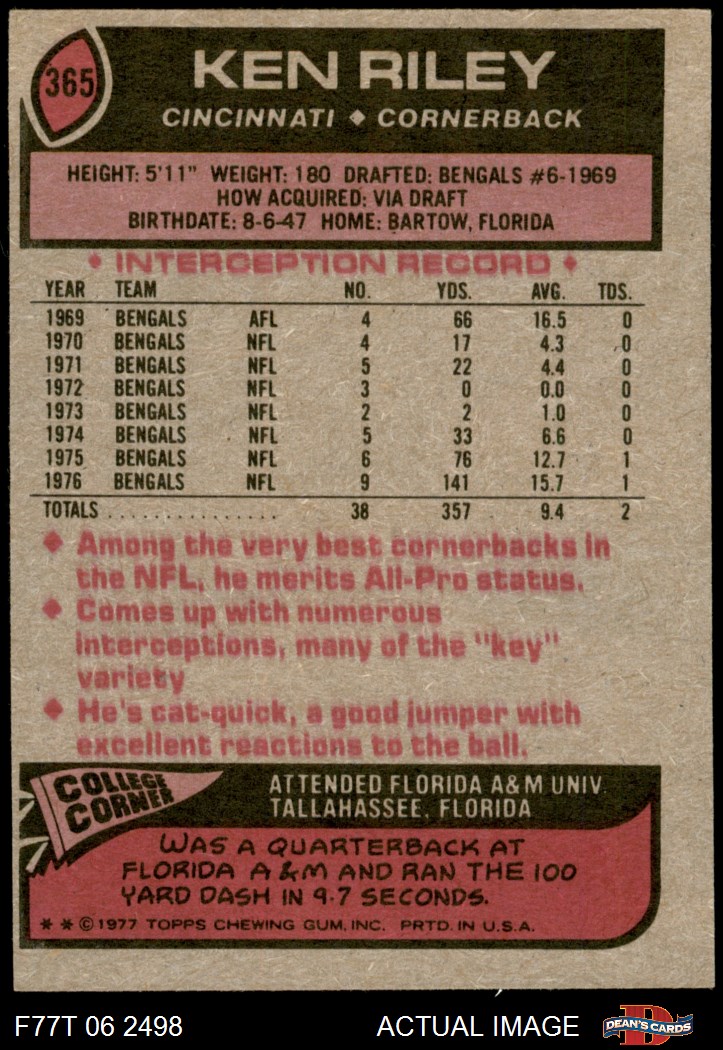 365
KEN RILEY
CINCINNATI ♦ CORNERBACK
HEIGHT: 5'11" WEIGHT: 180 DRAFTED: BENGALS #6-1969
HOW ACQUIRED: VIA DRAFT
BIRTHDATE: 8-6-47 HOME: BARTOW, FLORIDA
♦ INTERCEPTION RECORD ♦
YEAR TEAM NO. YDS. AVG. TDS.
1969 BENGALS AFL 4 66 16.5 0
1970 BENGALS NFL 4 17 4.3 0
1971 BENGALS NFL 5 22 4.4 0
1972 BENGALS NFL 3 0 0.0 0
1973 BENGALS NFL 2 2 1.0 0
1974 BENGALS NFL 5 33 6.6 0
1975 BENGALS NFL 6 76 12.7 1
1976 BENGALS NFL 9 141 15.7 1
TOTALS . . . . . . . . . . . . . . . 38 357 9.4 2
♦ Among the very best cornerbacks in
the NFL, he merits All-Pro status.
♦ Comes up with numerous
interceptions, many of the "key"
variety
♦ He's cat-quick, a good jumper with
excellent reactions to the ball.
COLLEGE
CORNER
ATTENDED FLORIDA A&M UNIV.
TALLAHASSEE, FLORIDA
WAS A QUARTERBACK AT
FLORIDA A&M AND RAN THE 100
YARD DASH IN 9.7 SECONDS.
* * © 1977 TOPPS CHEWING GUM, INC. PRTD. IN U.S.A.
F77T 06 2498
ACTUAL IMAGE
D
DEAN'S CARDS